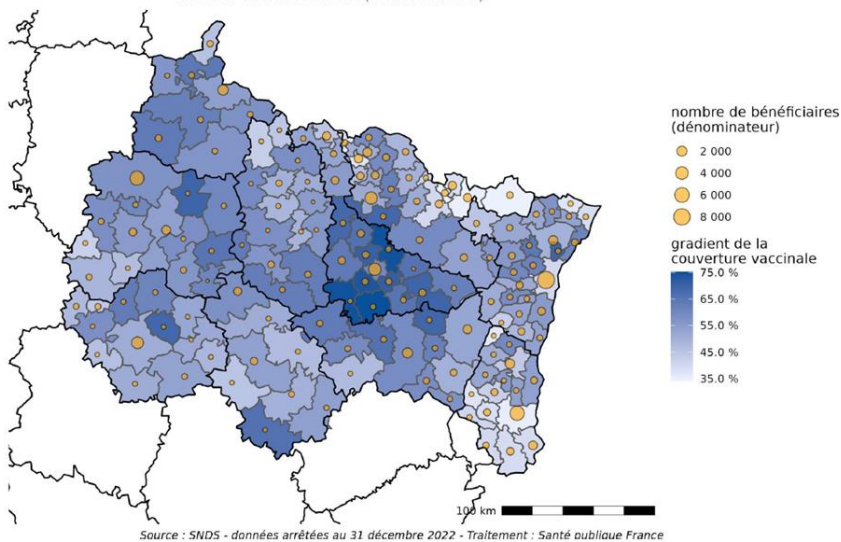 nombre de bénéficiaires
(dénominateur)
2 000
4 000
6 000
8 000
gradient de la
couverture vaccinale
75.0 %
65.0 %
55.0 %
45.0 %
35.0 %
100 km
Source : SNDS - données arrêtées au 31 décembre 2022 - Traitement : Santé publique France